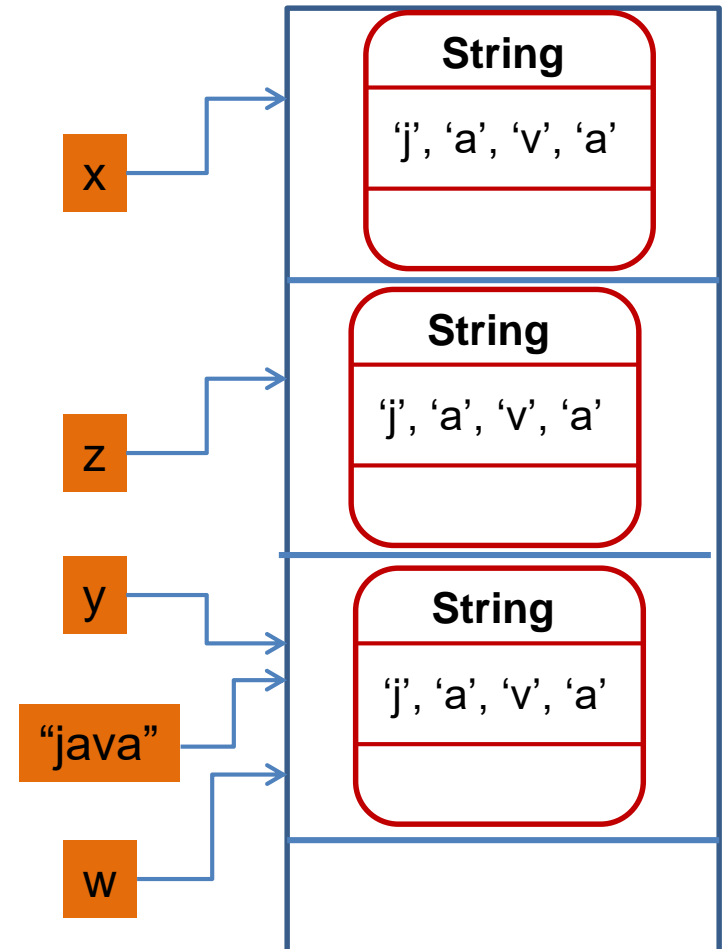 String
‘j’, ‘a’, ‘v’, ‘a’
x
String
‘j’, ‘a’, ‘v’, ‘a’
z
y
String
‘j’, ‘a’, ‘v’, ‘a’
“java”
w